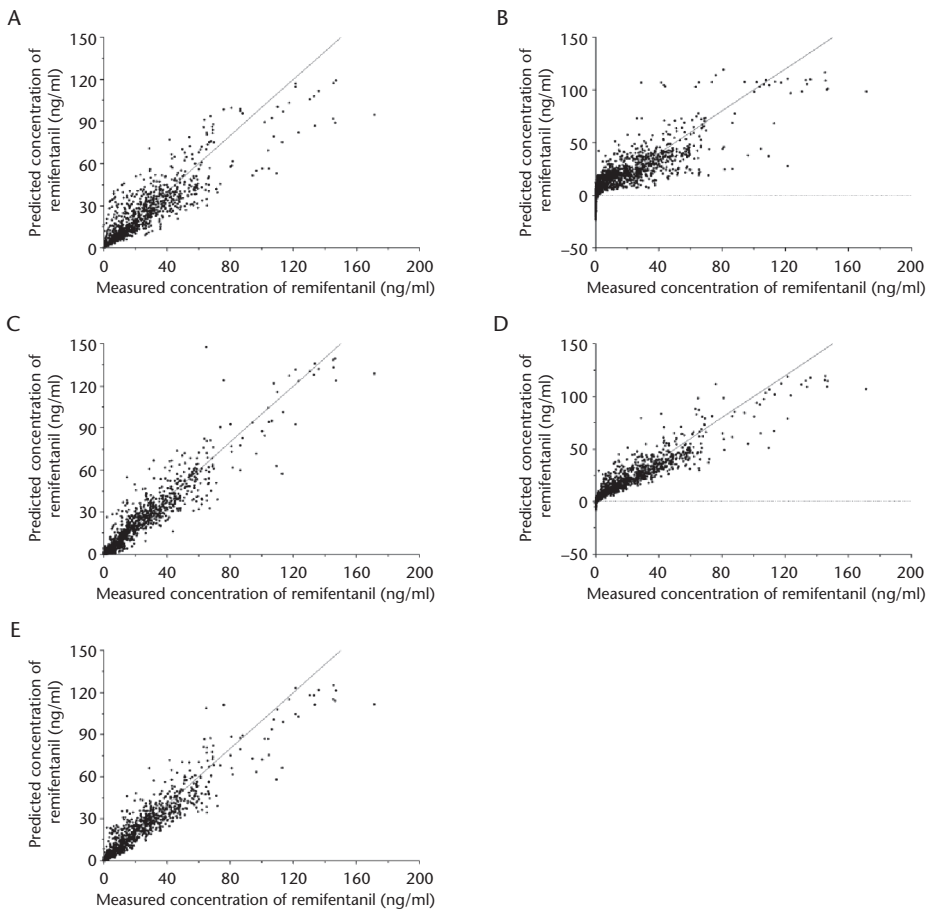 A
Predicted concentration of
remifentanil (ng/ml)
150
120
90
60
30
0
0 40 80 120 160 200
Measured concentration of remifentanil (ng/ml)
B
Predicted concentration of
remifentanil (ng/ml)
150
100
50
0
–50
0 40 80 120 160 200
Measured concentration of remifentanil (ng/ml)
C
Predicted concentration of
remifentanil (ng/ml)
150
120
90
60
30
0
0 40 80 120 160 200
Measured concentration of remifentanil (ng/ml)
D
Predicted concentration of
remifentanil (ng/ml)
150
100
50
0
–50
0 40 80 120 160 200
Measured concentration of remifentanil (ng/ml)
E
Predicted concentration of
remifentanil (ng/ml)
150
120
90
60
30
0
0 40 80 120 160 200
Measured concentration of remifentanil (ng/ml)